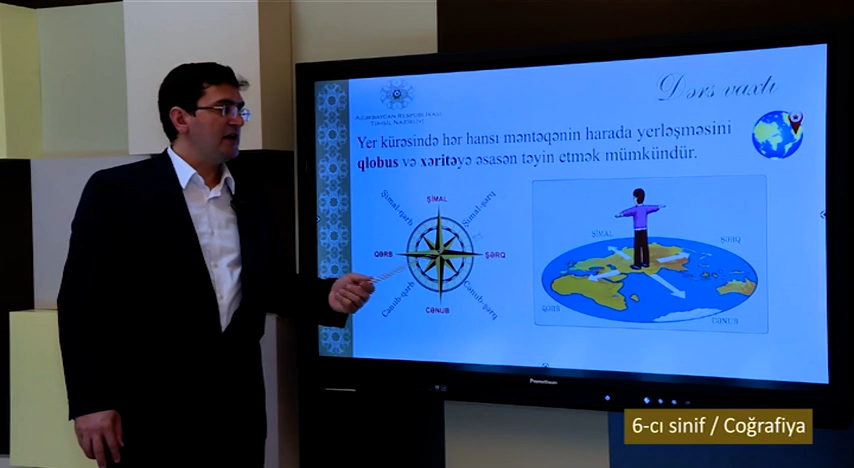 Dərs vaxtı
AZƏRBAYCAN RESPUBLİKASI
TƏHSİL NAZİRLİYİ
Yer kürəsində hər hansı məntəqənin harada yerləşməsini
qlobus və xəritəyə əsasən təyin etmək mümkündür.
Şimal-qərb
ŞİMAL
Şimal-şərq
QƏRB
ŞƏRQ
Cənub-qərb
CƏNUB
Cənub-şərq
ŞİMAL
ŞƏRQ
QƏRB
CƏNUB
Promethean
6-cı sinif / Coğrafiya